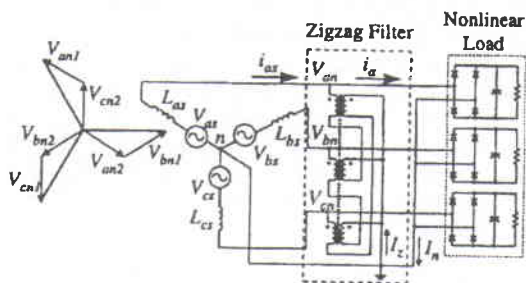 Zigzag Filter
Nonlinear
Load
V_an1
V_cn2
V_bn2
V_an2
V_bn1
V_cn1
L_as
V_as
n
V_bs
L_bs
V_cs
L_cs
i_as
V_an
i_a
V_bn
V_cn
I_z
I_n